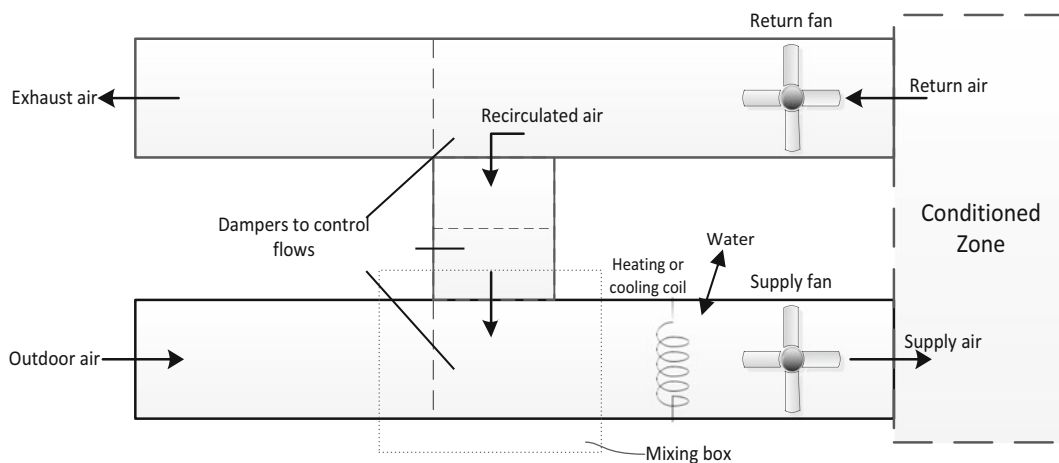 Return fan
Exhaust air
Return air
Recirculated air
Dampers to control
flows
Conditioned
Zone
Water
Heating or
cooling coil
Supply fan
Outdoor air
Supply air
Mixing box